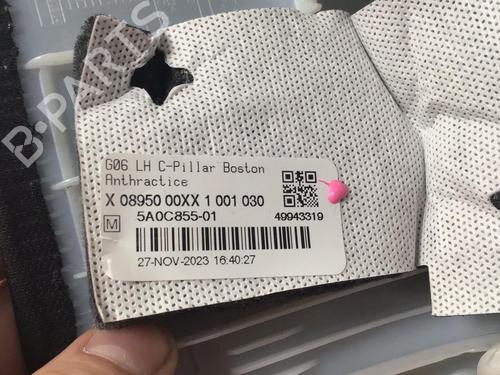 B-PARTS
G06 LH C-Pillar Boston
Anthractice
X 08950 00XX 1 001 030
M 5A0C855-01 49943319
27-NOV-2023 16:40:27